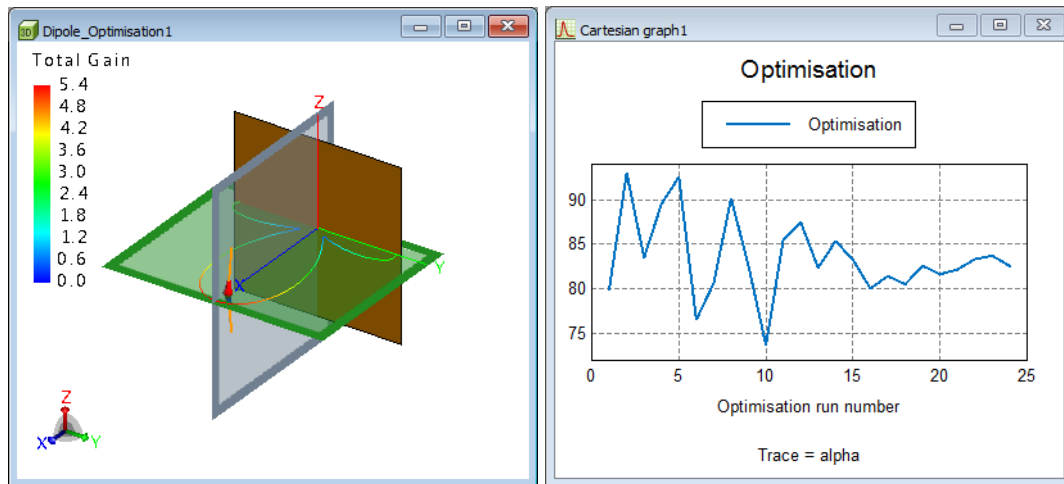 Dipole_Optimisation1
Total Gain
5.4
4.8
4.2
3.6
3.0
2.4
1.8
1.2
0.6
0.0
Z
Y
X
Z
X
Y
Cartesian graph1
Optimisation
Optimisation
90
85
80
75
0 5 10 15 20 25
Optimisation run number
Trace = alpha